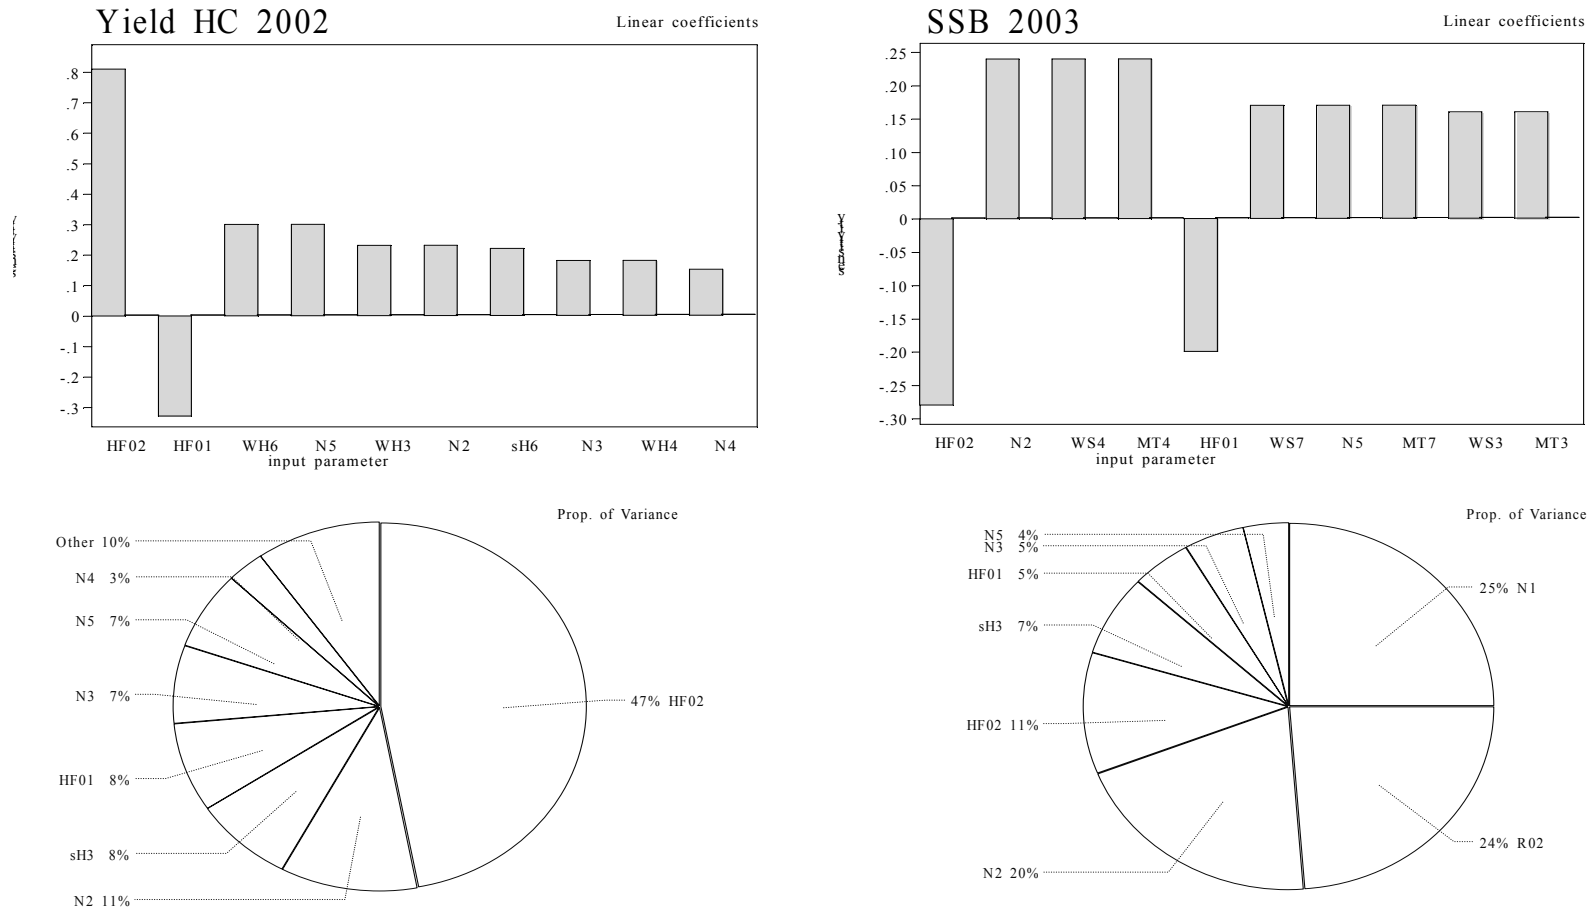 Yield HC 2002
Linear coefficients
.8
.7
.6
.5
.4
.3
.2
.1
0
-.1
-.2
-.3
HF02 HF01 WH6 N5 WH3 N2 sH6 N3 WH4 N4
input parameter
SSB 2003
Linear coefficients
.25
.20
.15
.10
.05
0
-.05
-.10
-.15
-.20
-.25
-.30
HF02 N2 WS4 MT4 HF01 WS7 N5 MT7 WS3 MT3
input parameter
Prop. of Variance
Other 10%
N4 3%
N5 7%
N3 7%
HF01 8%
sH3 8%
N2 11%
47% HF02
Prop. of Variance
N5 4%
N3 5%
HF01 5%
sH3 7%
HF02 11%
N2 20%
25% N1
24% R02